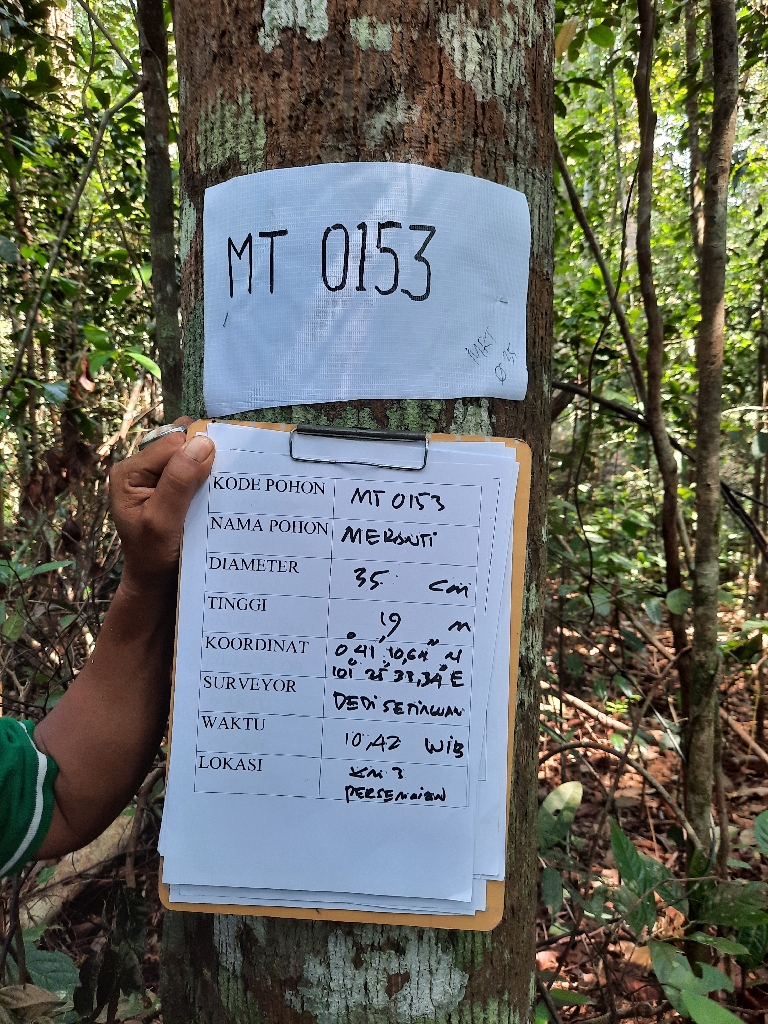 MT 0153
MRT
Ø 35
KODE POHON MT 0153
NAMA POHON MERANTI
DIAMETER 35 cm
TINGGI 19 m
KOORDINAT 0° 41' 10,64" N
101° 25' 33,34" E
SURVEYOR DEDI SETIAWAN
WAKTU 10.42 WIB
LOKASI KM 3
PERSEMAIAN